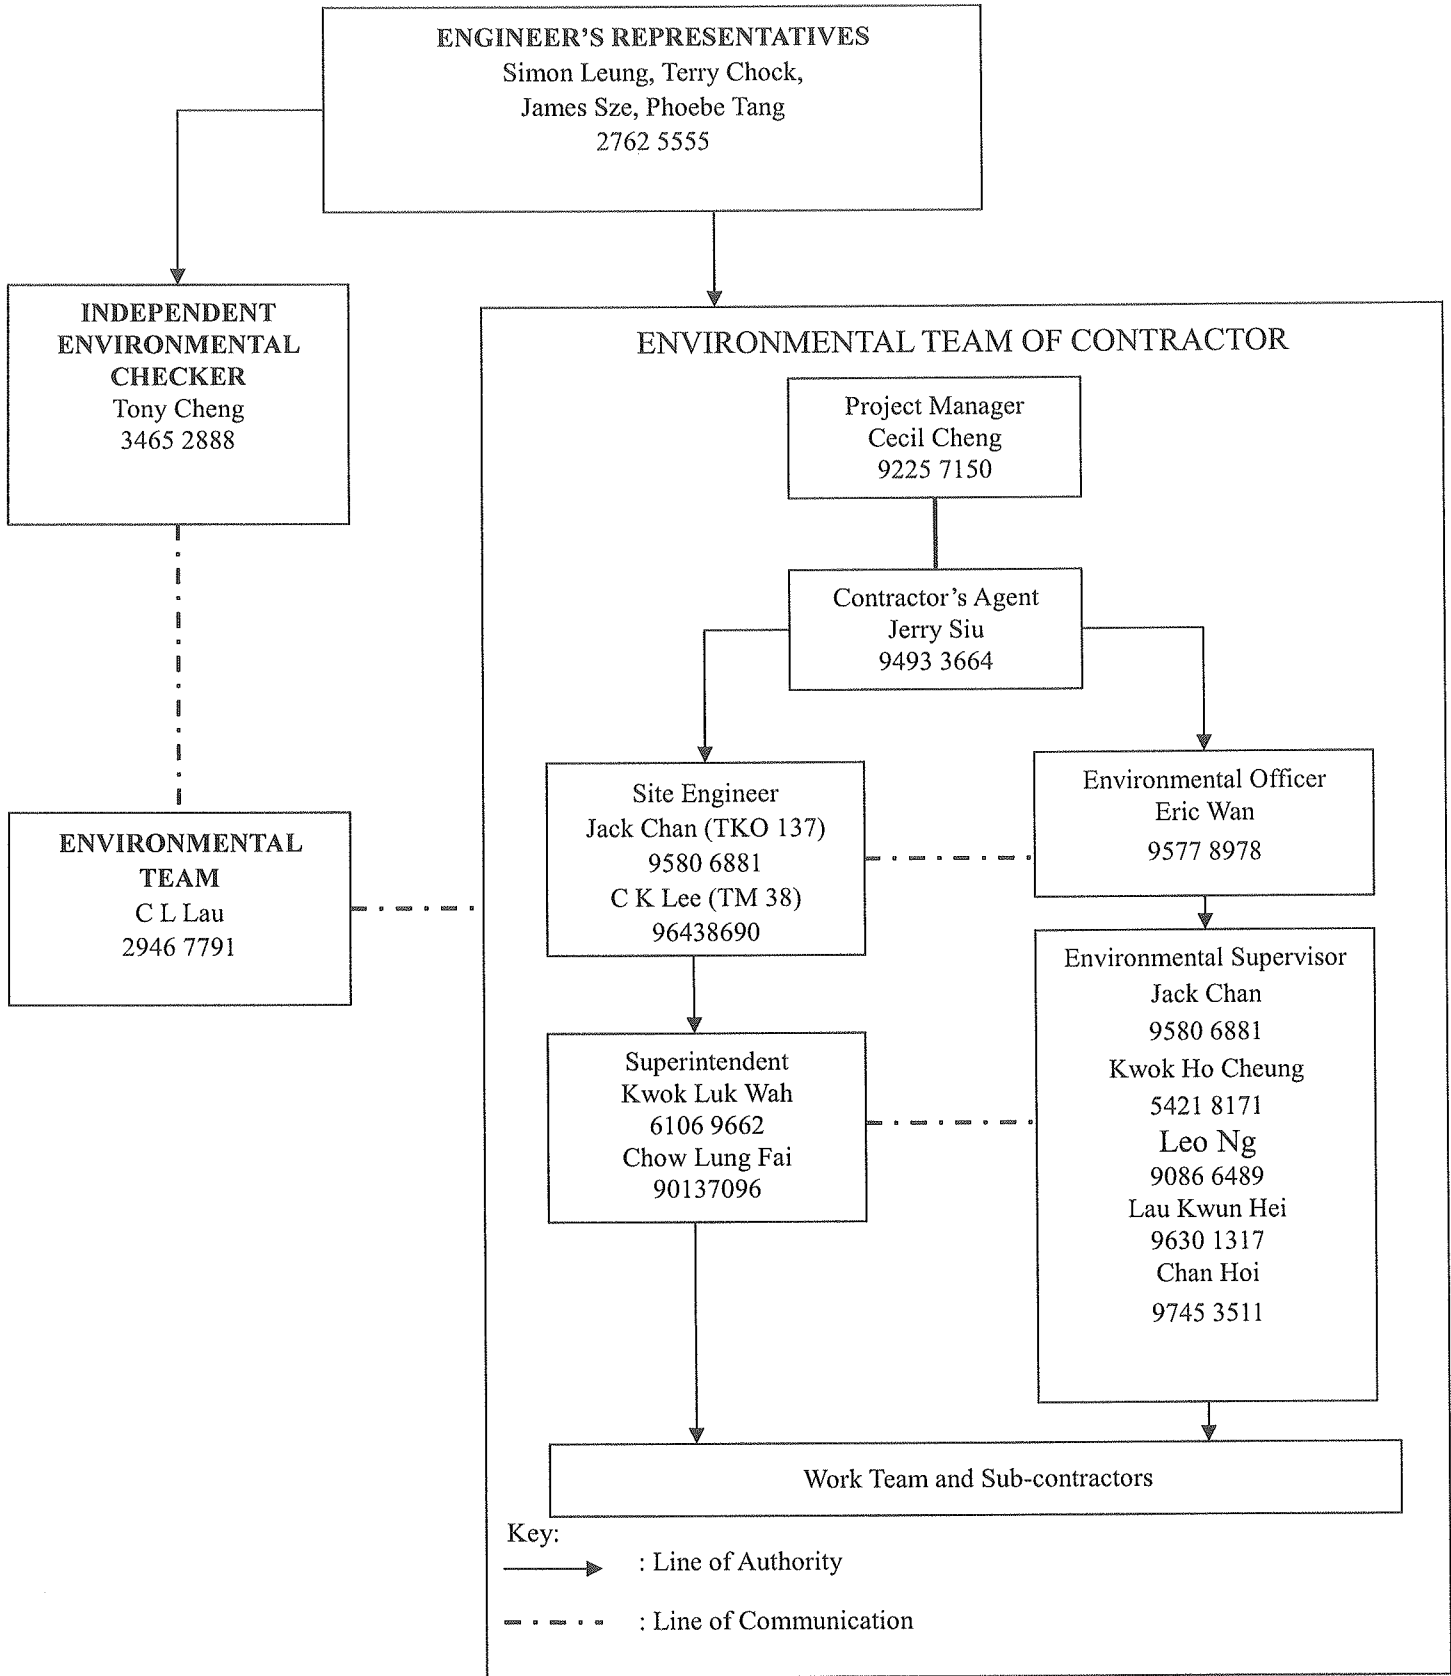 ENGINEER’S REPRESENTATIVES
Simon Leung, Terry Chock,
James Sze, Phoebe Tang
2762 5555
INDEPENDENT
ENVIRONMENTAL
CHECKER
Tony Cheng
3465 2888
ENVIRONMENTAL
TEAM
C L Lau
2946 7791
ENVIRONMENTAL TEAM OF CONTRACTOR
Project Manager
Cecil Cheng
9225 7150
Contractor’s Agent
Jerry Siu
9493 3664
Site Engineer
Jack Chan (TKO 137)
9580 6881
C K Lee (TM 38)
96438690
Environmental Officer
Eric Wan
9577 8978
Superintendent
Kwok Luk Wah
6106 9662
Chow Lung Fai
90137096
Environmental Supervisor
Jack Chan
9580 6881
Kwok Ho Cheung
5421 8171
Leo Ng
9086 6489
Lau Kwun Hei
9630 1317
Chan Hoi
9745 3511
Work Team and Sub-contractors
Key:
: Line of Authority
: Line of Communication